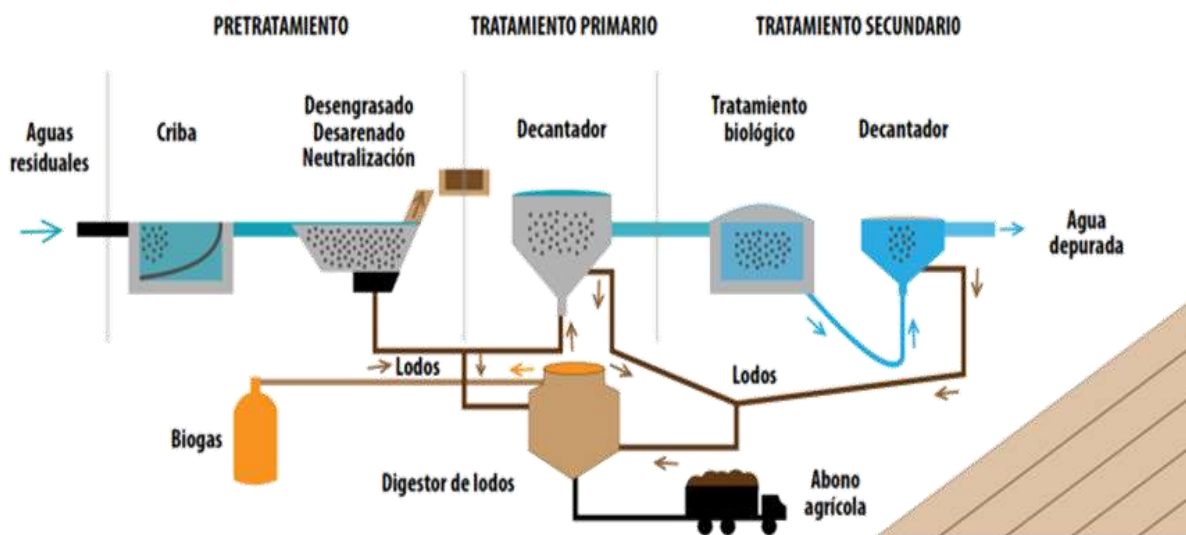 PRETRATAMIENTO
TRATAMIENTO PRIMARIO
TRATAMIENTO SECUNDARIO
Aguas
residuales
Criba
Desengrasado
Desarenado
Neutralización
Decantador
Tratamiento
biológico
Decantador
Agua
depurada
Lodos
Lodos
Biogas
Digestor de lodos
Abono
agrícola